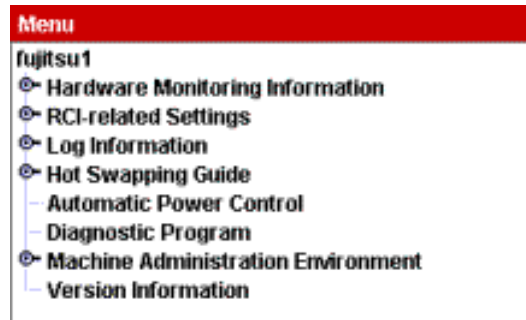 Menu
fujitsu1
Hardware Monitoring Information
RCI-related Settings
Log Information
Hot Swapping Guide
Automatic Power Control
Diagnostic Program
Machine Administration Environment
Version Information